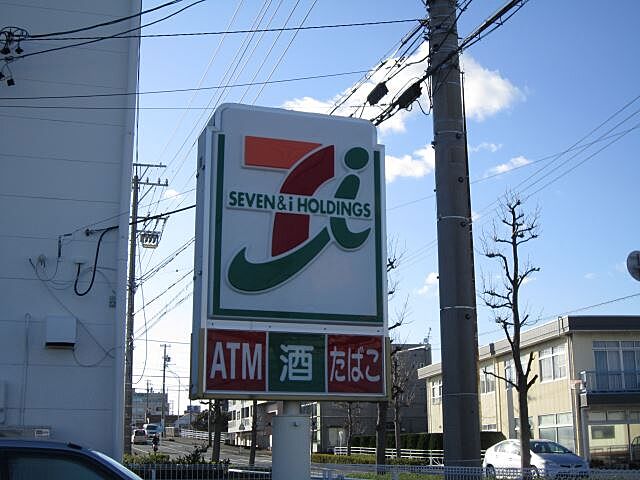 SEVEN&i HOLDINGS
ATM 酒 たばこ